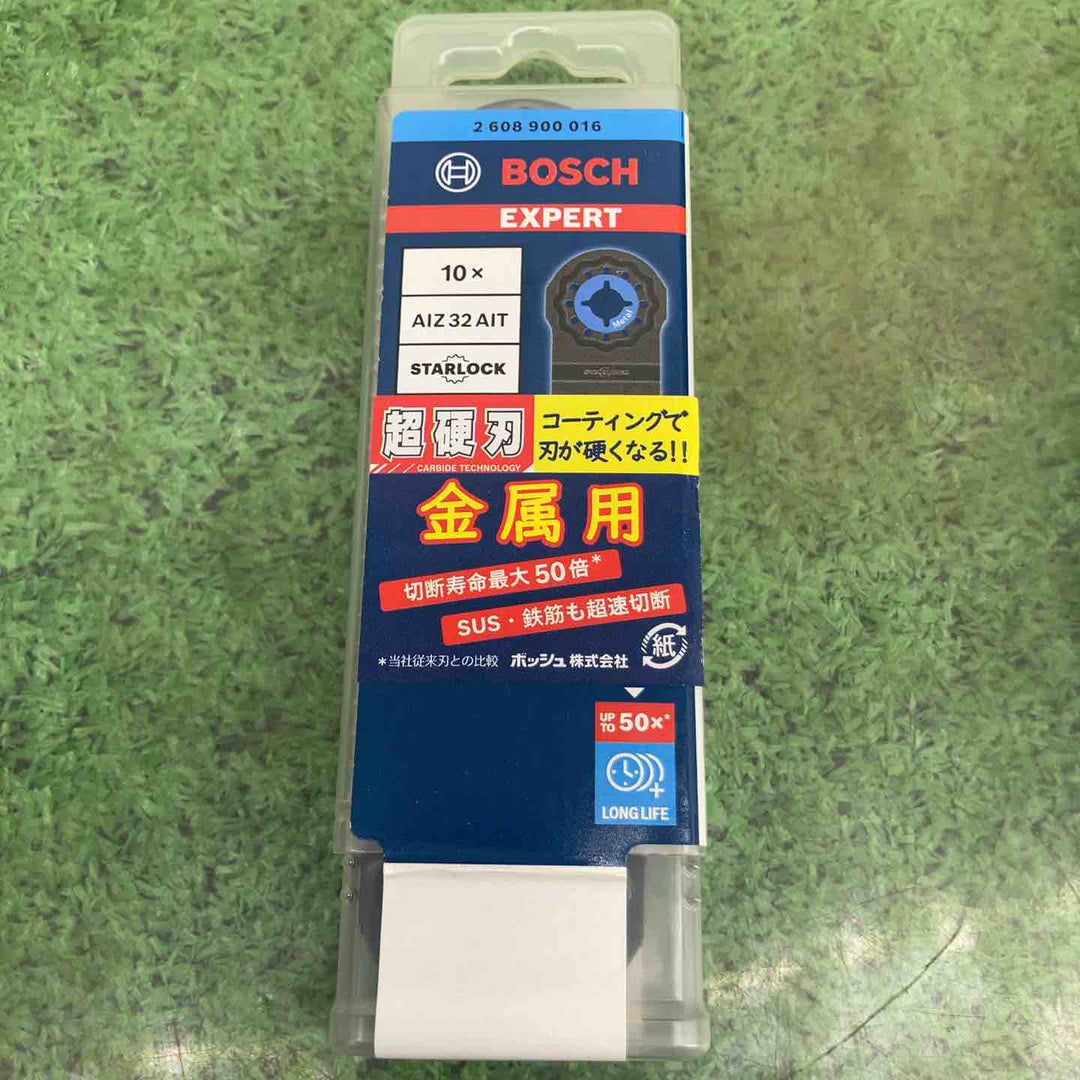 2 608 900 016
BOSCH
EXPERT
10×
AIZ 32 AIT
STARLOCK
Metal
STARLOCK
超硬刃
CARBIDE TECHNOLOGY
コーティングで
刃が硬くなる!!
金属用
切断寿命最大50倍*
SUS・鉄筋も超速切断
*当社従来刃との比較 ボッシュ株式会社
紙
UP TO 50×*
LONG LIFE